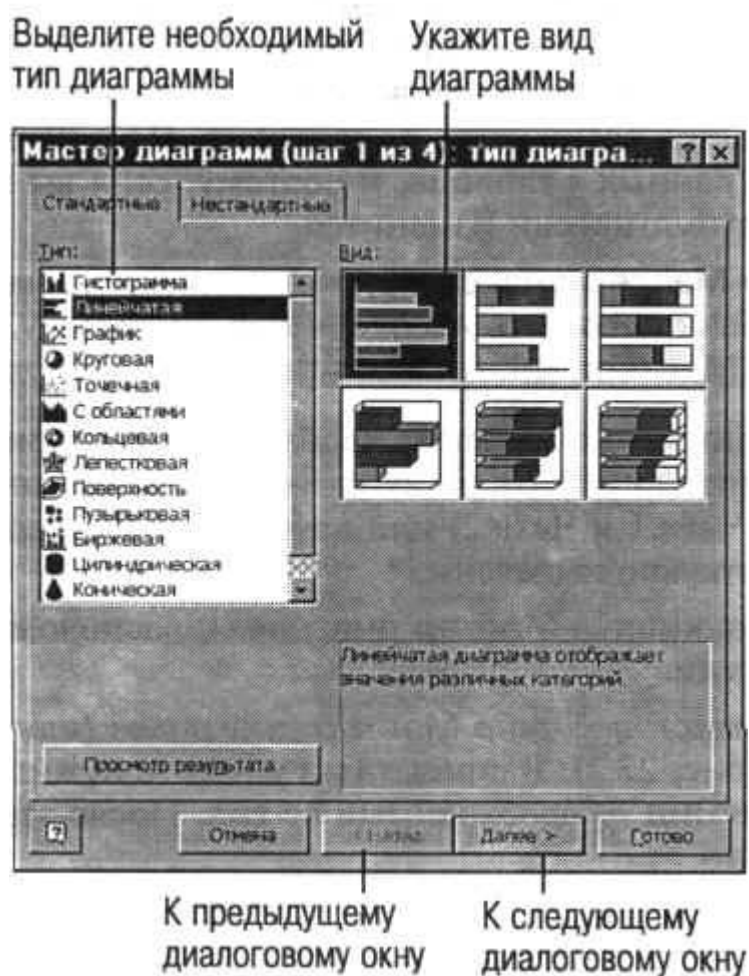 Выделите необходимый
тип диаграммы
Укажите вид
диаграммы
Мастер диаграмм (шаг 1 из 4): тип диагра...
Стандартные
Нестандартные
Тип:
Гистограмма
Линейчатая
График
Круговая
Точечная
С областями
Кольцевая
Лепестковая
Поверхность
Пузырьковая
Биржевая
Цилиндрическая
Коническая
Вид:
Линейчатая диаграмма отображает
значения различных категорий.
Просмотр результата
Отмена
< Назад
Далее >
Готово
К предыдущему
диалоговому окну
К следующему
диалоговому окну